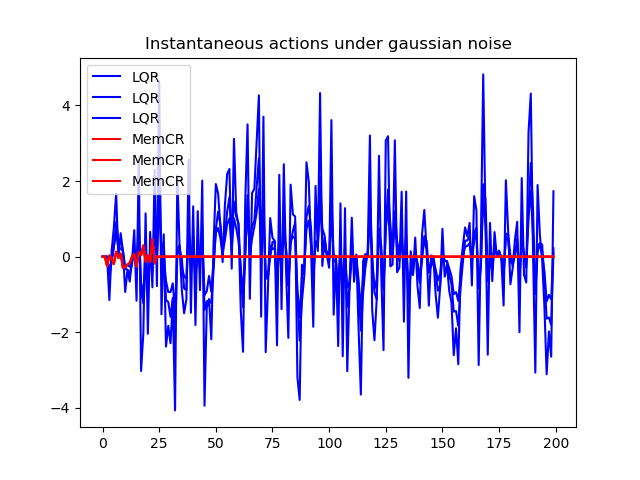 Instantaneous actions under gaussian noise
LQR
LQR
LQR
MemCR
MemCR
MemCR
4
2
0
−2
−4
0 25 50 75 100 125 150 175 200